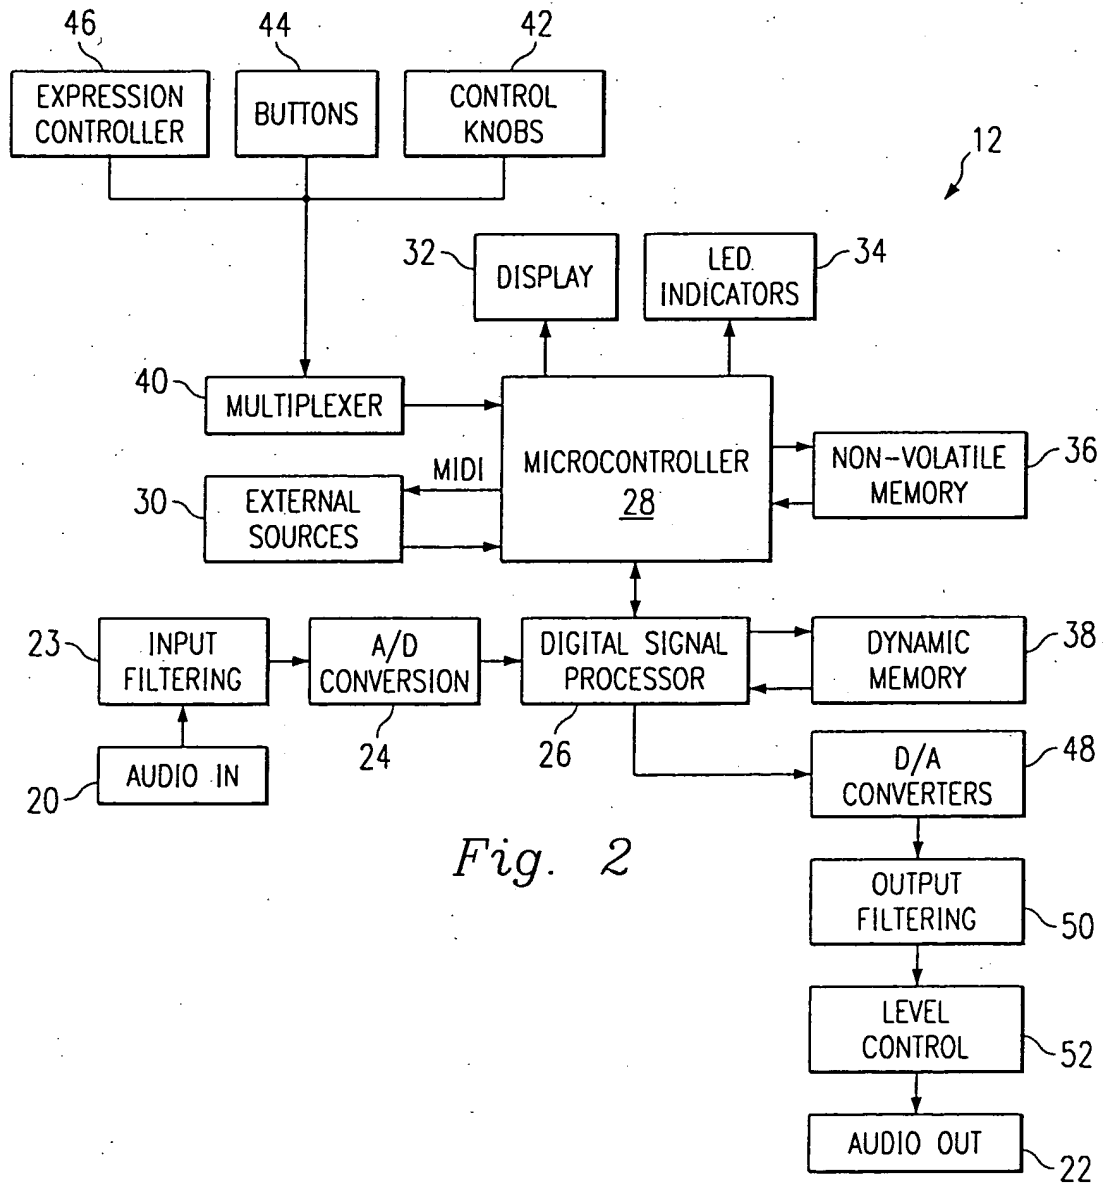 46
44
42
EXPRESSION
CONTROLLER
BUTTONS
CONTROL
KNOBS
12
32
DISPLAY
LED
INDICATORS
34
40
MULTIPLEXER
MICROCONTROLLER
28
NON-VOLATILE
MEMORY
36
MIDI
30
EXTERNAL
SOURCES
23
INPUT
FILTERING
A/D
CONVERSION
24
DIGITAL SIGNAL
PROCESSOR
26
DYNAMIC
MEMORY
38
20
AUDIO IN
D/A
CONVERTERS
48
Fig. 2
OUTPUT
FILTERING
50
LEVEL
CONTROL
52
AUDIO OUT
22